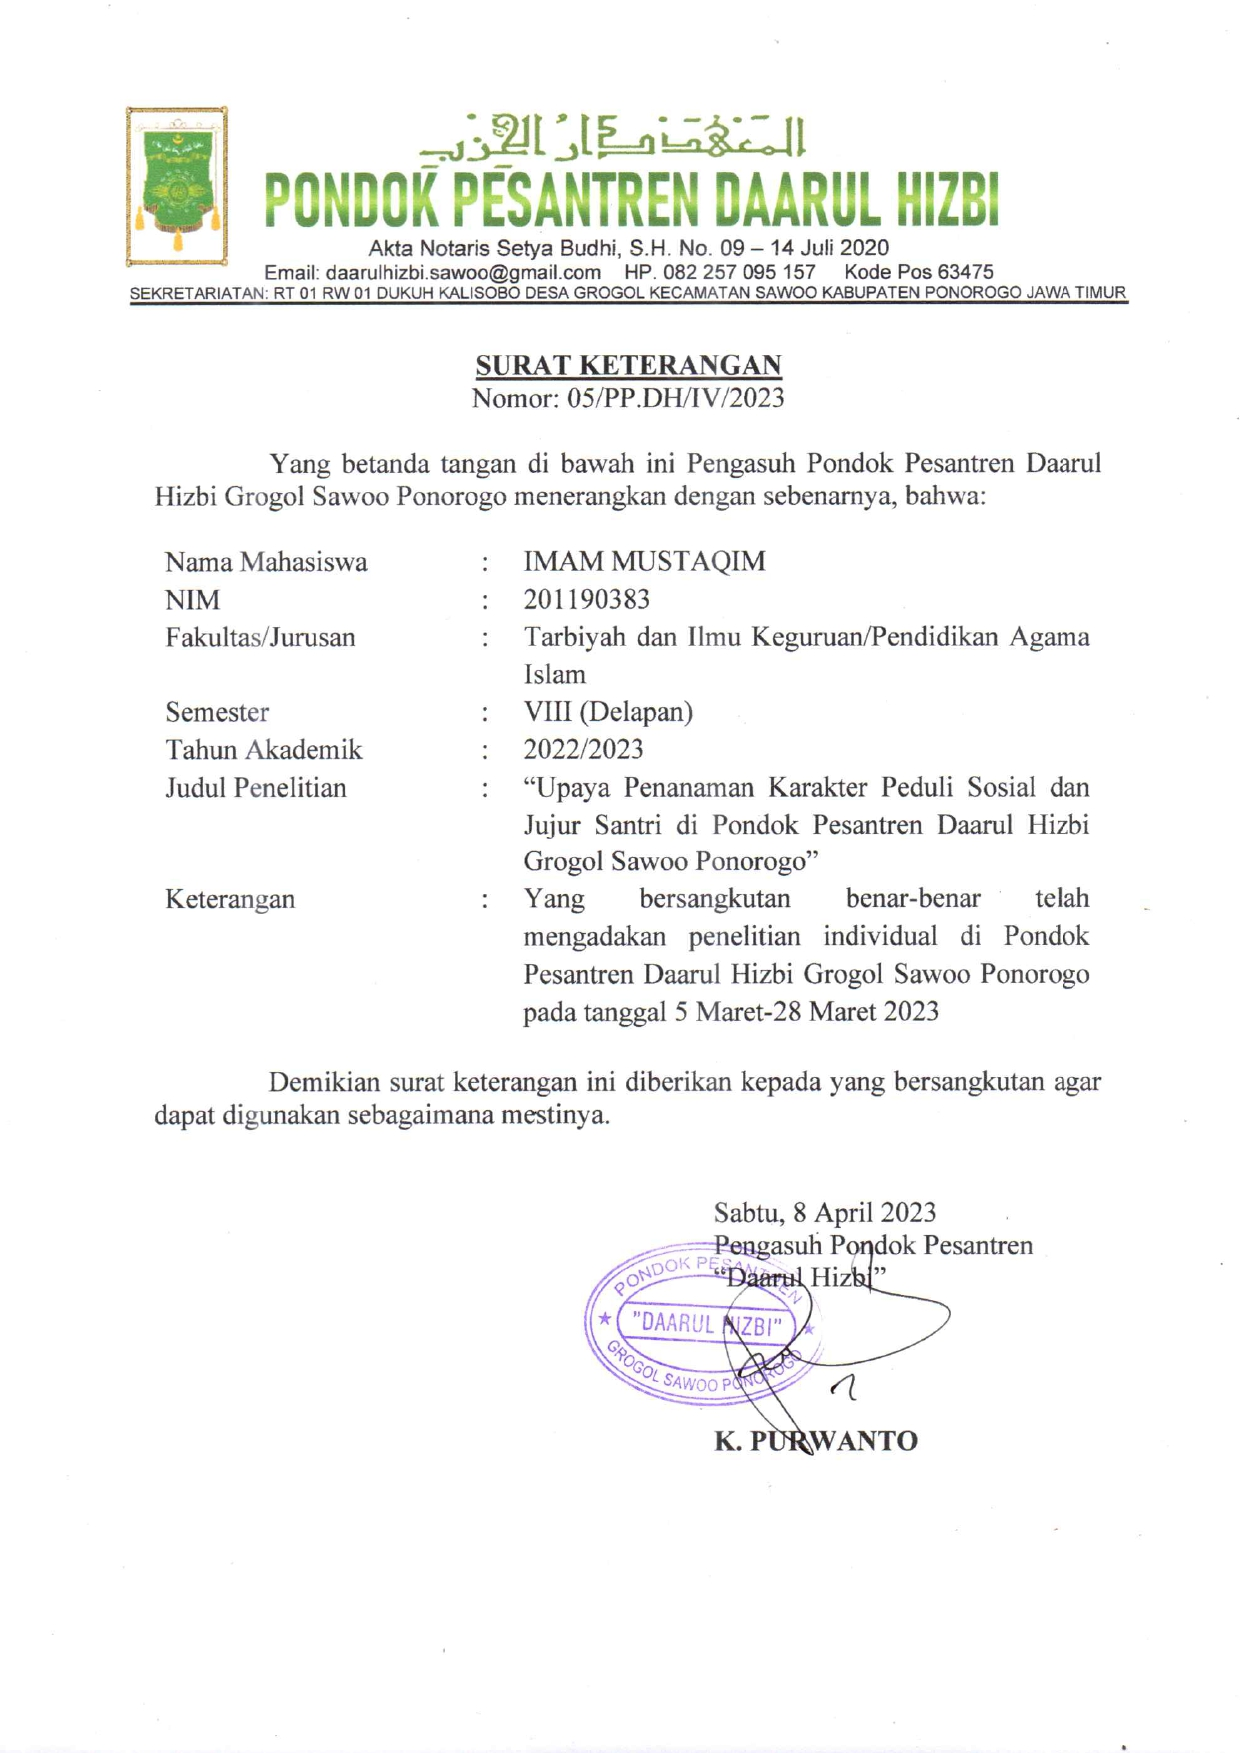 المعهد دار الحزب
PONDOK PESANTREN DAARUL HIZBI
Akta Notaris Setya Budhi, S.H. No. 09 – 14 Juli 2020
Email: daarulhizbi.sawoo@gmail.com HP. 082 257 095 157 Kode Pos 63475
SEKRETARIATAN: RT 01 RW 01 DUKUH KALISOBO DESA GROGOL KECAMATAN SAWOO KABUPATEN PONOROGO JAWA TIMUR
SURAT KETERANGAN
Nomor: 05/PP.DH/IV/2023
Yang betanda tangan di bawah ini Pengasuh Pondok Pesantren Daarul
Hizbi Grogol Sawoo Ponorogo menerangkan dengan sebenarnya, bahwa:
Nama Mahasiswa : IMAM MUSTAQIM
NIM : 201190383
Fakultas/Jurusan : Tarbiyah dan Ilmu Keguruan/Pendidikan Agama
Islam
Semester : VIII (Delapan)
Tahun Akademik : 2022/2023
Judul Penelitian : “Upaya Penanaman Karakter Peduli Sosial dan
Jujur Santri di Pondok Pesantren Daarul Hizbi
Grogol Sawoo Ponorogo”
Keterangan : Yang bersangkutan benar-benar telah
mengadakan penelitian individual di Pondok
Pesantren Daarul Hizbi Grogol Sawoo Ponorogo
pada tanggal 5 Maret-28 Maret 2023
Demikian surat keterangan ini diberikan kepada yang bersangkutan agar
dapat digunakan sebagaimana mestinya.
Sabtu, 8 April 2023
Pengasuh Pondok Pesantren
“Daarul Hizbi”
PONDOK PESANTREN
"DAARUL HIZBI"
GROGOL SAWOO PONOROGO
K. PURWANTO